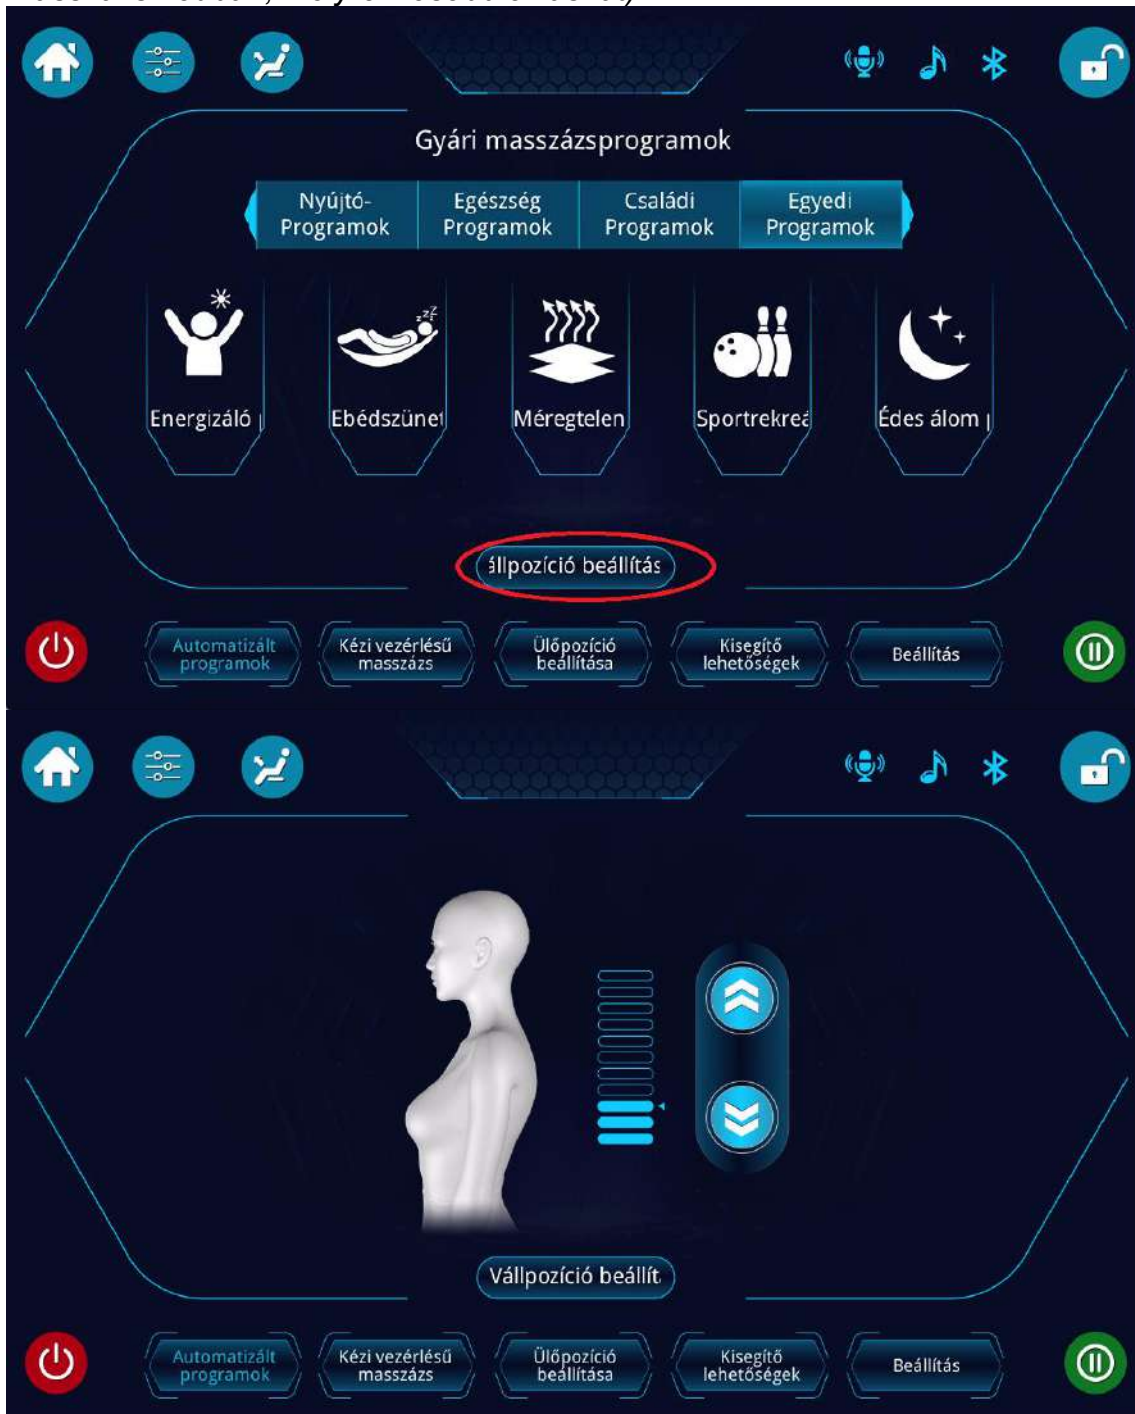 Gyári masszázsprogramok
Nyújtó-
Programok
Egészség
Programok
Családi
Programok
Egyedi
Programok
zzz
Energizáló
Ebédszünet
Méregtelen
Sportrekreá
Édes álom
állpozíció beállítás
Automatizált
programok
Kézi vezérlésű
masszázs
Ülőpozíció
beállítása
Kisegítő
lehetőségek
Beállítás
Vállpozíció beállít
Automatizált
programok
Kézi vezérlésű
masszázs
Ülőpozíció
beállítása
Kisegítő
lehetőségek
Beállítás